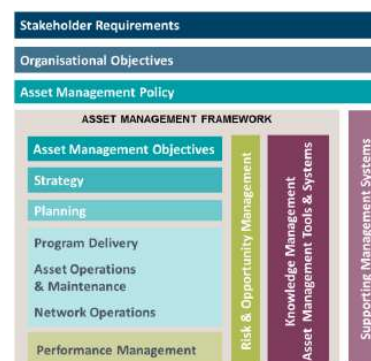 Stakeholder Requirements
Organisational Objectives
Asset Management Policy
ASSET MANAGEMENT FRAMEWORK
Asset Management Objectives
Strategy
Planning
Program Delivery
Asset Operations
& Maintenance
Network Operations
Performance Management
Risk & Opportunity Management
Knowledge Management
Asset Management Tools & Systems
Supporting Management Systems